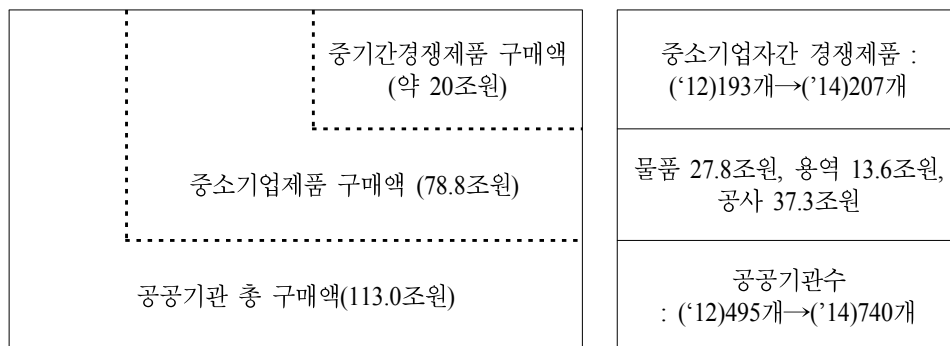 중기간경쟁제품 구매액
(약 20조원)
중소기업제품 구매액 (78.8조원)
공공기관 총 구매액(113.0조원)
중소기업자간 경쟁제품 :
(‘12)193개→(’14)207개
물품 27.8조원, 용역 13.6조원,
공사 37.3조원
공공기관수
: (‘12)495개→(’14)740개